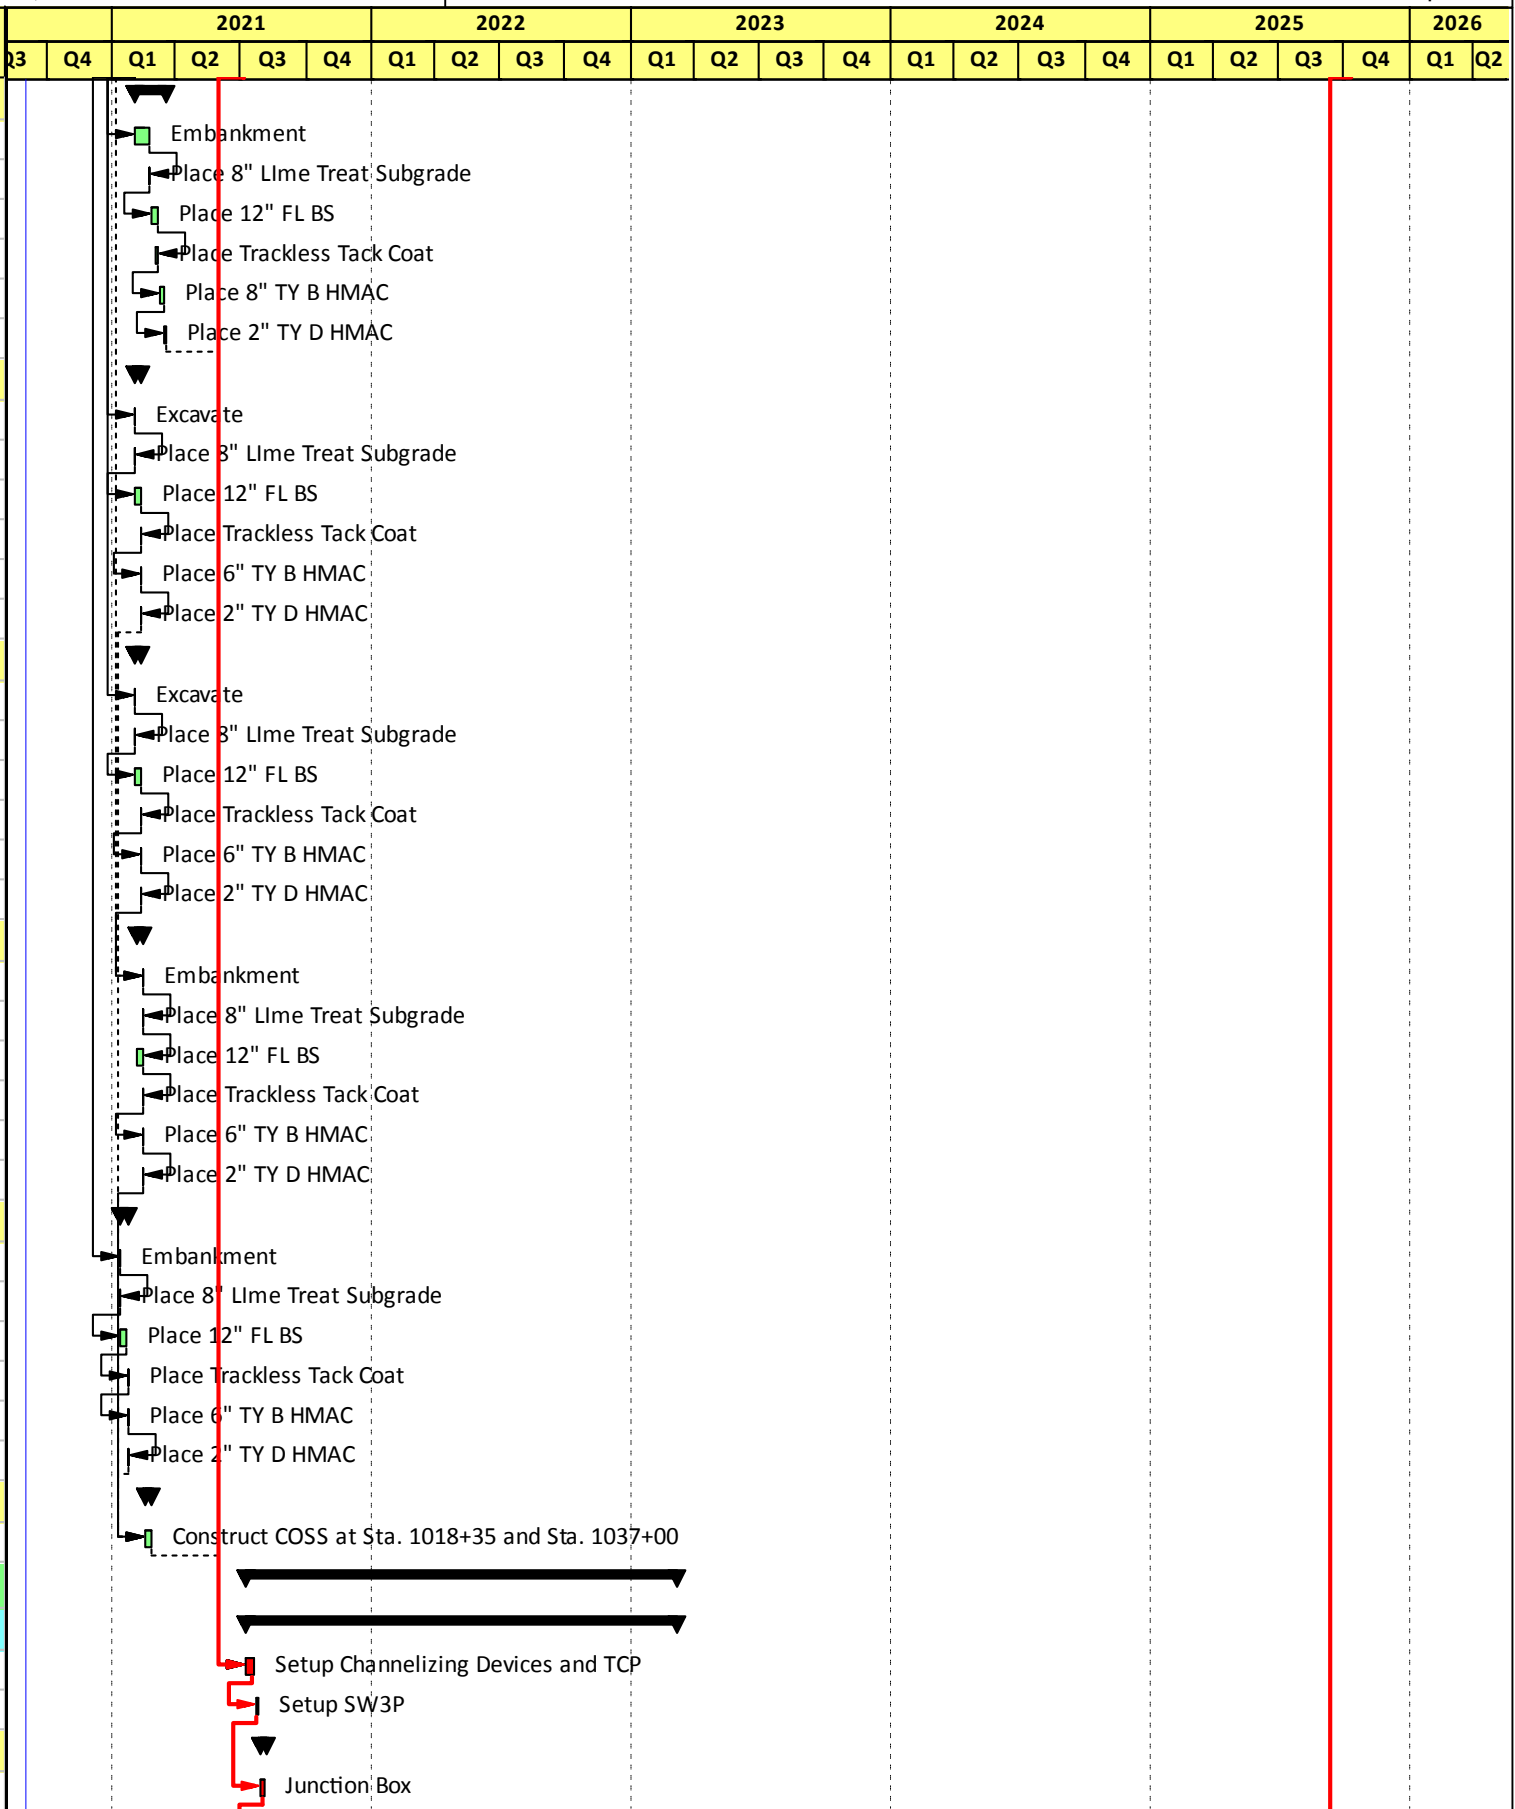 2021 2022 2023 2024 2025 2026
Q3 Q4 Q1 Q2 Q3 Q4 Q1 Q2 Q3 Q4 Q1 Q2 Q3 Q4 Q1 Q2 Q3 Q4 Q1 Q2 Q3 Q4 Q1 Q2
Embankment
Place 8" LIme Treat Subgrade
Place 12" FL BS
Place Trackless Tack Coat
Place 8" TY B HMAC
Place 2" TY D HMAC
Excavate
Place 8" LIme Treat Subgrade
Place 12" FL BS
Place Trackless Tack Coat
Place 6" TY B HMAC
Place 2" TY D HMAC
Excavate
Place 8" LIme Treat Subgrade
Place 12" FL BS
Place Trackless Tack Coat
Place 6" TY B HMAC
Place 2" TY D HMAC
Embankment
Place 8" LIme Treat Subgrade
Place 12" FL BS
Place Trackless Tack Coat
Place 6" TY B HMAC
Place 2" TY D HMAC
Embankment
Place 8" LIme Treat Subgrade
Place 12" FL BS
Place Trackless Tack Coat
Place 6" TY B HMAC
Place 2" TY D HMAC
Construct COSS at Sta. 1018+35 and Sta. 1037+00
Setup Channelizing Devices and TCP
Setup SW3P
Junction Box